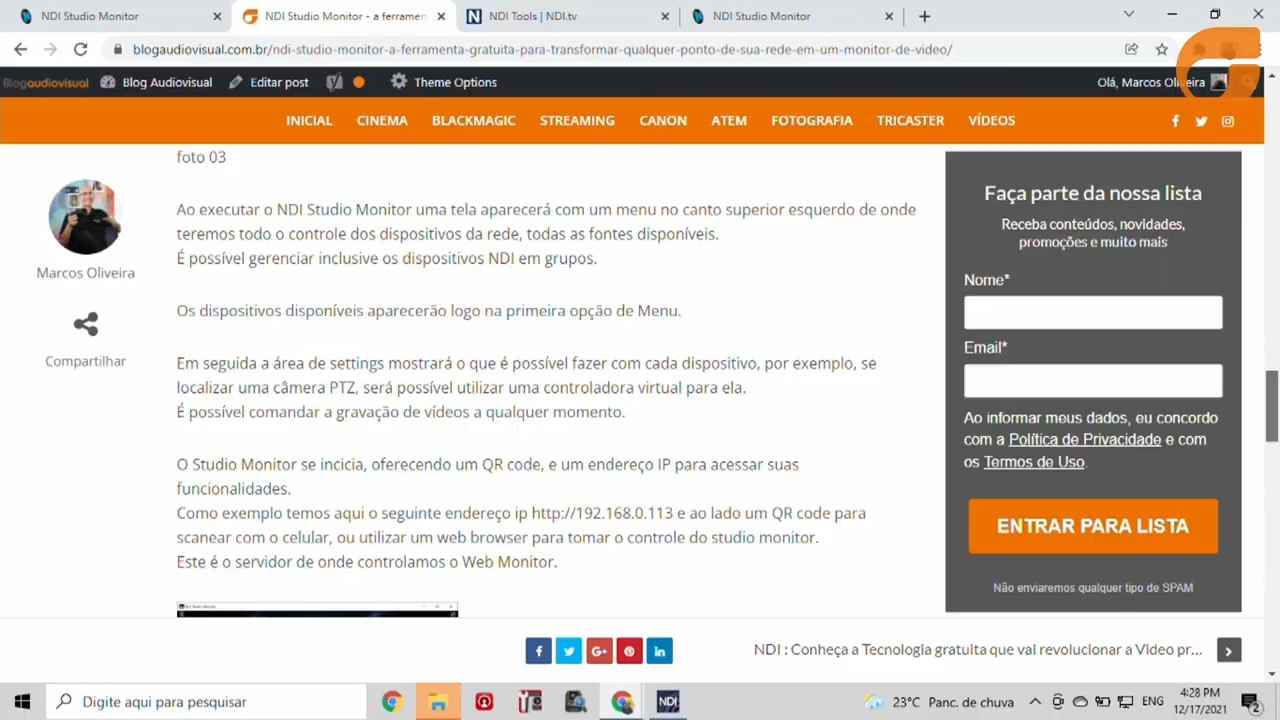 NDI Studio Monitor
NDI Studio Monitor - a ferramen
NDI Tools | NDI.tv
NDI Studio Monitor
blogaudiovisual.com.br/ndi-studio-monitor-a-ferramenta-gratuita-para-transformar-qualquer-ponto-de-sua-rede-em-um-monitor-de-video/
Blogaudiovisual Blog Audiovisual Editar post Theme Options
Olá, Marcos Oliveira
INICIAL CINEMA BLACKMAGIC STREAMING CANON ATEM FOTOGRAFIA TRICASTER VÍDEOS
Marcos Oliveira
Compartilhar
foto 03
Ao executar o NDI Studio Monitor uma tela aparecerá com um menu no canto superior esquerdo de onde
teremos todo o controle dos dispositivos da rede, todas as fontes disponíveis.
É possível gerenciar inclusive os dispositivos NDI em grupos.
Os dispositivos disponíveis aparecerão logo na primeira opção de Menu.
Em seguida a área de settings mostrará o que é possível fazer com cada dispositivo, por exemplo, se
localizar uma câmera PTZ, será possível utilizar uma controladora virtual para ela.
É possível comandar a gravação de vídeos a qualquer momento.
O Studio Monitor se incicia, oferecendo um QR code, e um endereço IP para acessar suas
funcionalidades.
Como exemplo temos aqui o seguinte endereço ip http://192.168.0.113 e ao lado um QR code para
scanear com o celular, ou utilizar um web browser para tomar o controle do studio monitor.
Este é o servidor de onde controlamos o Web Monitor.
Faça parte da nossa lista
Receba conteúdos, novidades,
promoções e muito mais
Nome*
Email*
Ao informar meus dados, eu concordo
com a Política de Privacidade e com
os Termos de Uso.
ENTRAR PARA LISTA
Não enviaremos qualquer tipo de SPAM
NDI : Conheça a Tecnologia gratuita que vai revolucionar a Video pr...
Digite aqui para pesquisar
NDI
23°C Panc. de chuva
ENG
4:28 PM
12/17/2021
2